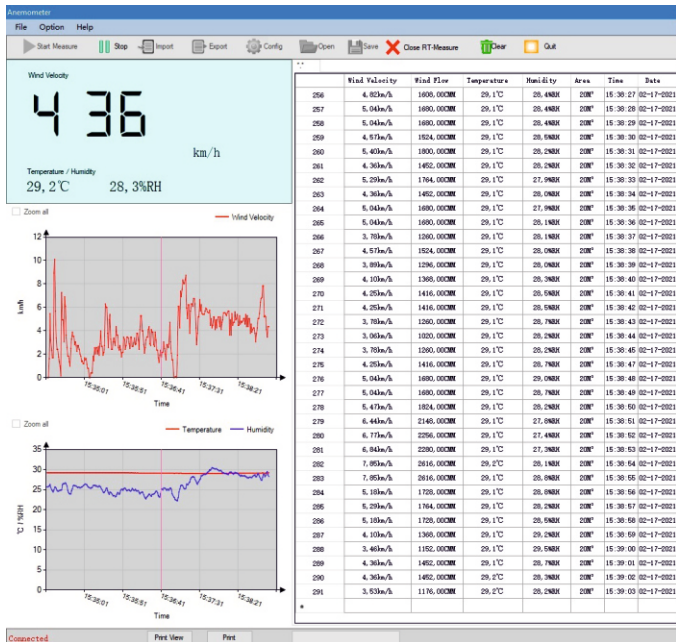 Anemometer
File Option Help
Start Measure Stop Import Export Config Open Save Close RT-Measure Clear Quit
Wind Velocity
4 36
km/h
Temperature / Humidity
29,2℃ 28,3%RH
Zoom all
Wind Velocity
12
10
8
6
4
2
0
km/h
15:35:01 15:35:51 15:36:41 15:37:31 15:38:21
Time
Zoom all
Temperature Humidity
35
30
25
20
15
10
5
0
℃ / %RH
15:35:01 15:35:51 15:36:41 15:37:31 15:38:21
Time
Wind Velocity Wind Flow Temperature Humidity Area Time Date
256 4,82km/h 1608,00CMM 29,1℃ 28,4%RH 20M² 15:38:27 02-17-2021
257 5,04km/h 1680,00CMM 29,1℃ 28,4%RH 20M² 15:38:28 02-17-2021
258 5,04km/h 1680,00CMM 29,1℃ 28,4%RH 20M² 15:38:29 02-17-2021
259 4,57km/h 1524,00CMM 29,1℃ 28,5%RH 20M² 15:38:30 02-17-2021
260 5,40km/h 1800,00CMM 29,1℃ 28,2%RH 20M² 15:38:31 02-17-2021
261 4,36km/h 1452,00CMM 29,1℃ 28,2%RH 20M² 15:38:32 02-17-2021
262 5,29km/h 1764,00CMM 29,1℃ 27,9%RH 20M² 15:38:33 02-17-2021
263 4,36km/h 1452,00CMM 29,1℃ 28,0%RH 20M² 15:38:34 02-17-2021
264 5,04km/h 1680,00CMM 29,1℃ 27,9%RH 20M² 15:38:35 02-17-2021
265 5,04km/h 1680,00CMM 29,1℃ 28,1%RH 20M² 15:38:36 02-17-2021
266 3,78km/h 1260,00CMM 29,1℃ 28,1%RH 20M² 15:38:37 02-17-2021
267 4,57km/h 1524,00CMM 29,1℃ 28,0%RH 20M² 15:38:38 02-17-2021
268 3,89km/h 1296,00CMM 29,1℃ 28,0%RH 20M² 15:38:39 02-17-2021
269 4,10km/h 1368,00CMM 29,1℃ 28,3%RH 20M² 15:38:40 02-17-2021
270 4,25km/h 1416,00CMM 29,1℃ 28,5%RH 20M² 15:38:41 02-17-2021
271 4,25km/h 1416,00CMM 29,1℃ 28,5%RH 20M² 15:38:42 02-17-2021
272 3,78km/h 1260,00CMM 29,1℃ 28,7%RH 20M² 15:38:43 02-17-2021
273 3,06km/h 1020,00CMM 29,1℃ 28,2%RH 20M² 15:38:44 02-17-2021
274 3,78km/h 1260,00CMM 29,1℃ 28,2%RH 20M² 15:38:45 02-17-2021
275 4,25km/h 1416,00CMM 29,1℃ 28,7%RH 20M² 15:38:47 02-17-2021
276 5,04km/h 1680,00CMM 29,1℃ 29,0%RH 20M² 15:38:48 02-17-2021
277 5,04km/h 1680,00CMM 29,1℃ 28,7%RH 20M² 15:38:49 02-17-2021
278 5,47km/h 1824,00CMM 29,1℃ 28,2%RH 20M² 15:38:50 02-17-2021
279 6,44km/h 2148,00CMM 29,1℃ 27,8%RH 20M² 15:38:51 02-17-2021
280 6,77km/h 2256,00CMM 29,1℃ 27,4%RH 20M² 15:38:52 02-17-2021
281 6,84km/h 2280,00CMM 29,1℃ 27,3%RH 20M² 15:38:53 02-17-2021
282 7,85km/h 2616,00CMM 29,2℃ 28,1%RH 20M² 15:38:54 02-17-2021
283 7,85km/h 2616,00CMM 29,1℃ 28,8%RH 20M² 15:38:55 02-17-2021
284 5,18km/h 1728,00CMM 29,1℃ 28,8%RH 20M² 15:38:56 02-17-2021
285 5,29km/h 1764,00CMM 29,2℃ 28,2%RH 20M² 15:38:57 02-17-2021
286 5,18km/h 1728,00CMM 29,1℃ 28,5%RH 20M² 15:38:58 02-17-2021
287 4,10km/h 1368,00CMM 29,2℃ 28,2%RH 20M² 15:38:59 02-17-2021
288 3,46km/h 1152,00CMM 29,2℃ 29,5%RH 20M² 15:39:00 02-17-2021
289 4,36km/h 1452,00CMM 29,1℃ 28,7%RH 20M² 15:39:01 02-17-2021
290 4,36km/h 1452,00CMM 29,2℃ 28,3%RH 20M² 15:39:02 02-17-2021
291 3,53km/h 1176,00CMM 29,2℃ 28,2%RH 20M² 15:39:03 02-17-2021
*
Connected Print View Print